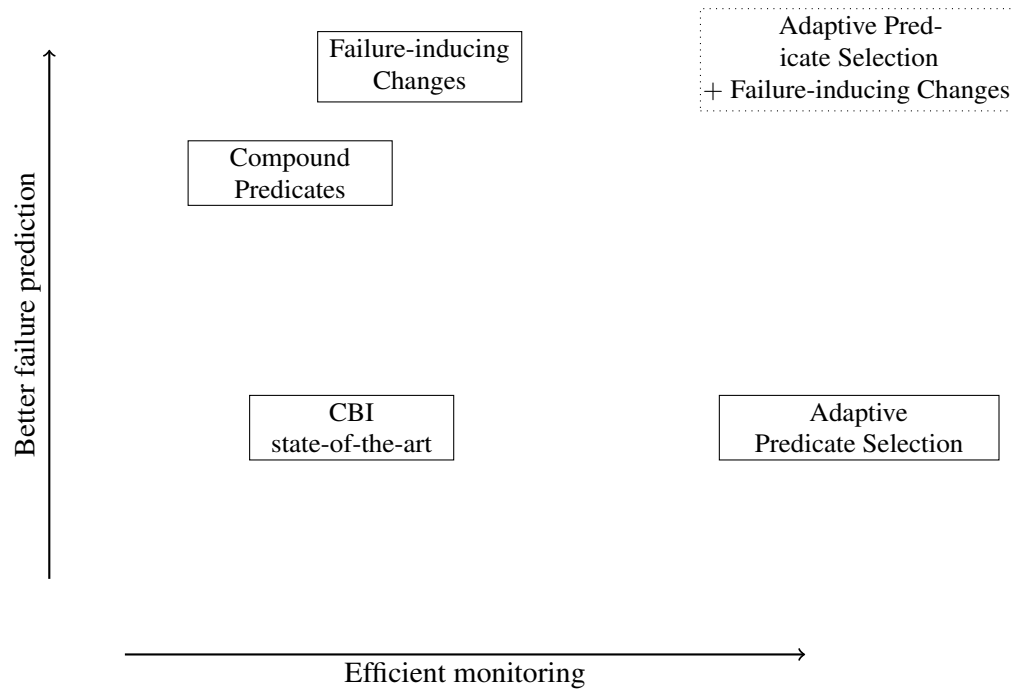 Failure-inducing
Changes
Adaptive Pred-
icate Selection
+ Failure-inducing Changes
Compound
Predicates
Better failure prediction
CBI
state-of-the-art
Adaptive
Predicate Selection
Efficient monitoring